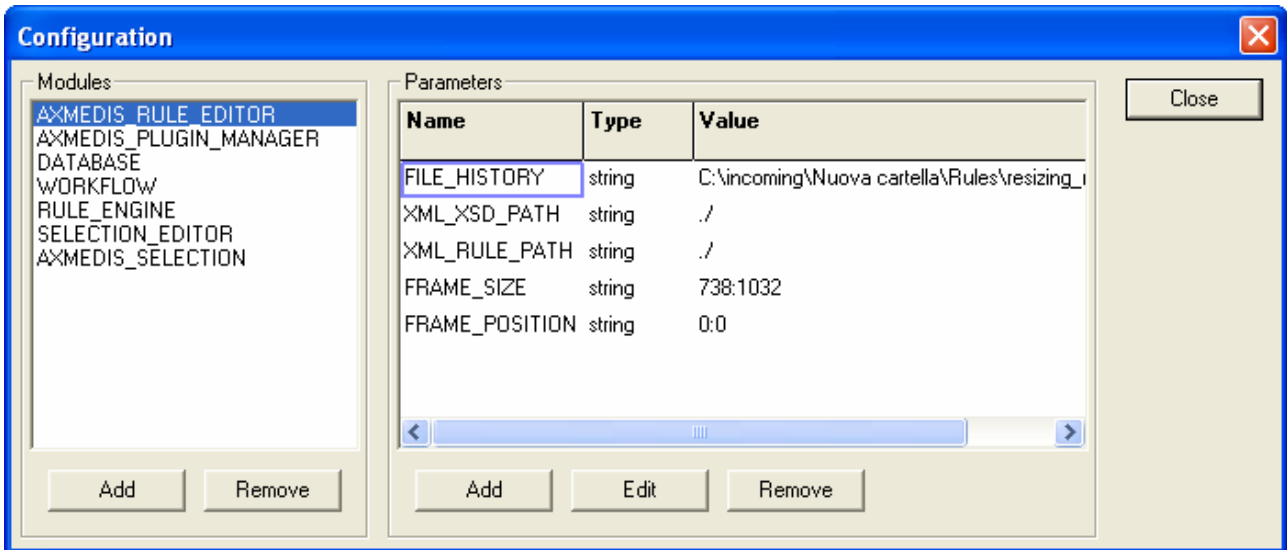 Configuration
Modules
AXMEDIS_RULE_EDITOR
AXMEDIS_PLUGIN_MANAGER
DATABASE
WORKFLOW
RULE_ENGINE
SELECTION_EDITOR
AXMEDIS_SELECTION
Add Remove
Parameters
Name Type Value
FILE_HISTORY string C:\incoming\Nuova cartella\Rules\resizing_
XML_XSD_PATH string ./
XML_RULE_PATH string ./
FRAME_SIZE string 738:1032
FRAME_POSITION string 0:0
Add Edit Remove
Close